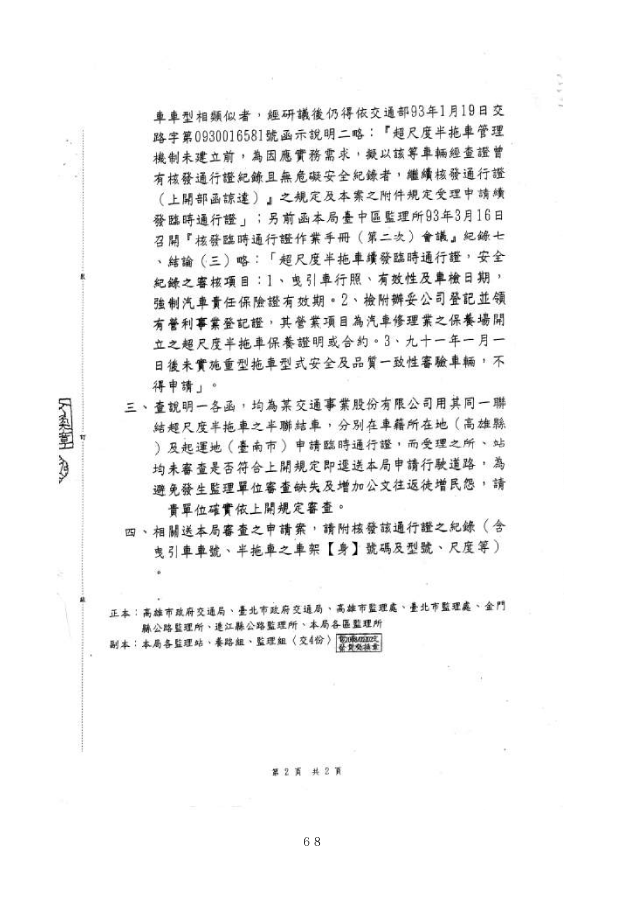 車車型相類似者，經研議後仍得依交通部93年1月19日交
路字第0930016581號函示說明二略：『超尺度半拖車管理
機制未建立前，為因應實務需求，擬以該等車輛經查證曾
有核發通行證紀錄且無危礙安全紀錄者，繼續核發通行證
（上開部函諒達）』之規定及本案之附件規定受理申請續
發臨時通行證」；另前函本局臺中區監理所93年3月16日
召開『核發臨時通行證作業手冊（第二次）會議』紀錄七
、結論（三）略：「超尺度半拖車續發臨時通行證，安全
紀錄之審核項目：1、曳引車行照、有效性及車檢日期，
強制汽車責任保險證有效期。2、檢附辦妥公司登記並領
有營利事業登記證，其營業項目為汽車修理業之保養場開
立之超尺度半拖車保養證明或合約。3、九十一年一月一
日後未實施重型拖車型式安全及品質一致性審驗車輛，不
得申請」。
三、查說明一各函，均為某交通事業股份有限公司用其同一聯
結超尺度半拖車之半聯結車，分別在車籍所在地（高雄縣
）及起運地（臺南市）申請臨時通行證，而受理之所、站
均未審查是否符合上開規定即逕送本局申請行駛道路，為
避免發生監理單位審查缺失及增加公文往返徒增民怨，請
貴單位確實依上開規定審查。
四、相關送本局審查之申請案，請附核發該通行證之紀錄（含
曳引車車號、半拖車之車架【身】號碼及型號、尺度等）
。
裝
訂
線
正本：高雄市政府交通局、臺北市政府交通局、高雄市監理處、臺北市監理處、金門
縣公路監理所、連江縣公路監理所、本局各區監理所
副本：本局各監理站、養路組、監理組（交4份）
第2頁 共2頁
68